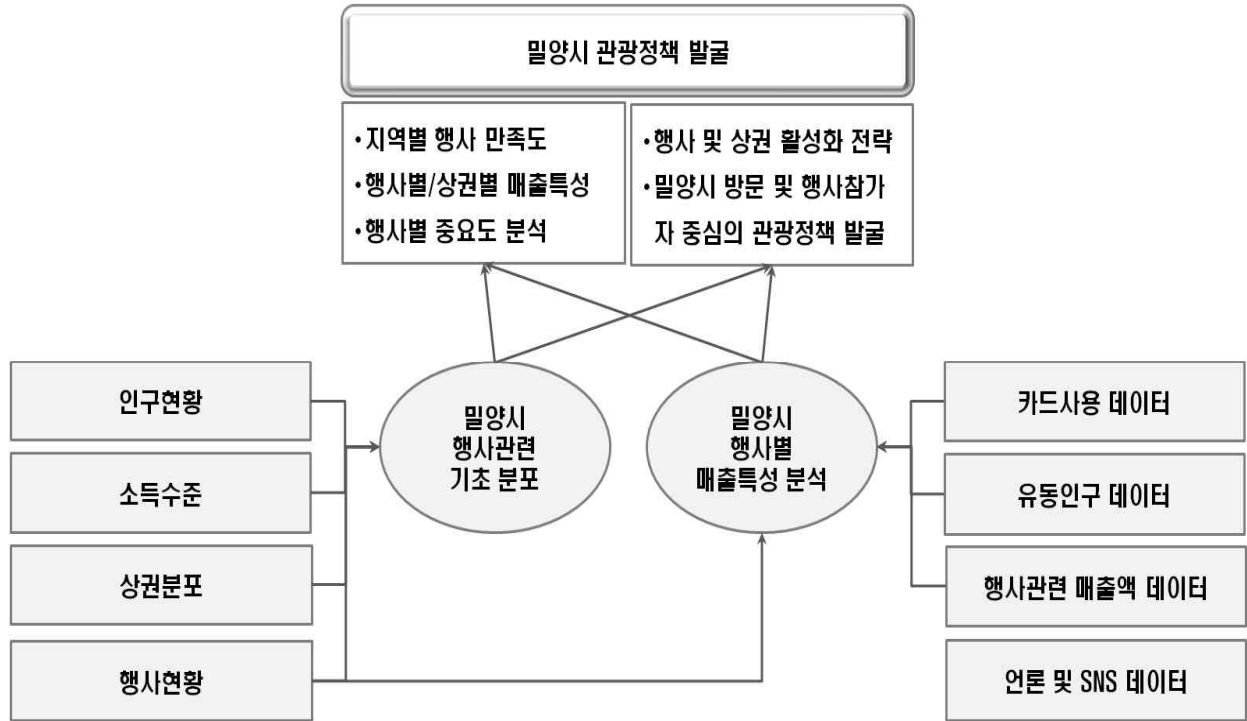 밀양시 관광정책 발굴
•지역별 행사 만족도
•행사별/상권별 매출특성
•행사별 중요도 분석
•행사 및 상권 활성화 전략
•밀양시 방문 및 행사참가
자 중심의 관광정책 발굴
인구현황
소득수준
상권분포
행사현황
밀양시
행사관련
기초 분포
밀양시
행사별
매출특성 분석
카드사용 데이터
유동인구 데이터
행사관련 매출액 데이터
언론 및 SNS 데이터